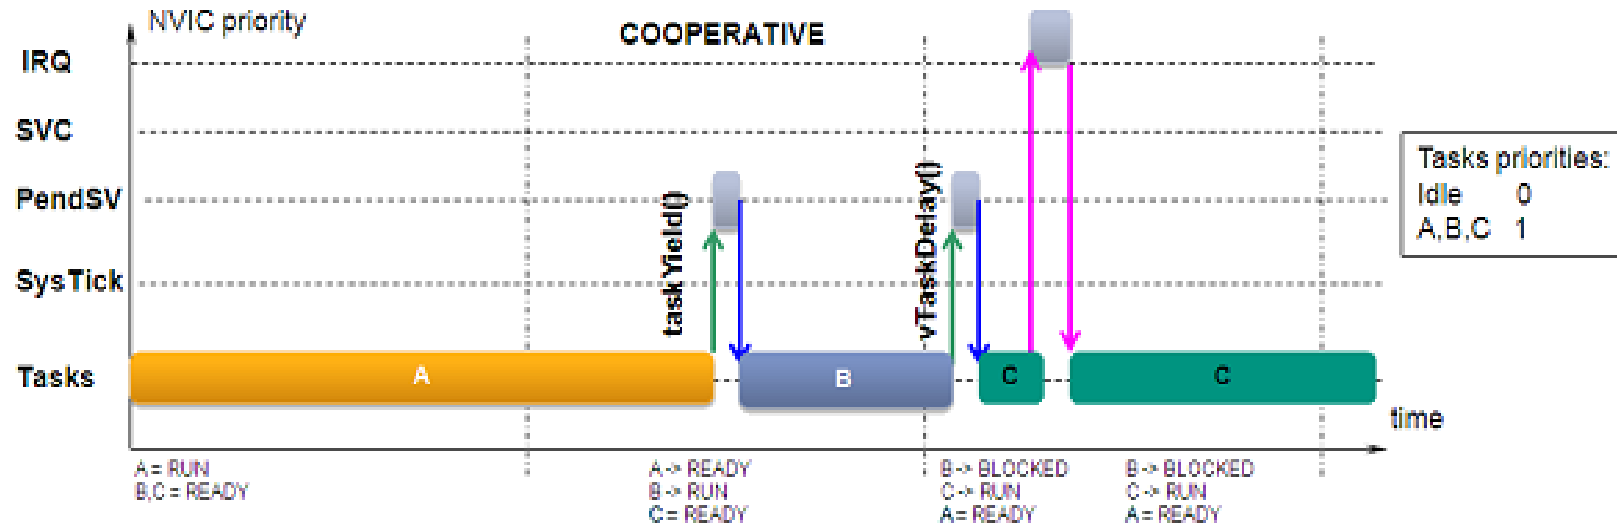 NVIC priority
COOPERATIVE
IRQ
SVC
PendSV
SysTick
Tasks
taskYield()
vTaskDelay()
A
B
C
C
time
Tasks priorities:
Idle 0
A,B,C 1
A = RUN
B,C = READY
A -> READY
B -> RUN
C = READY
B -> BLOCKED
C -> RUN
A = READY
B -> BLOCKED
C -> RUN
A = READY